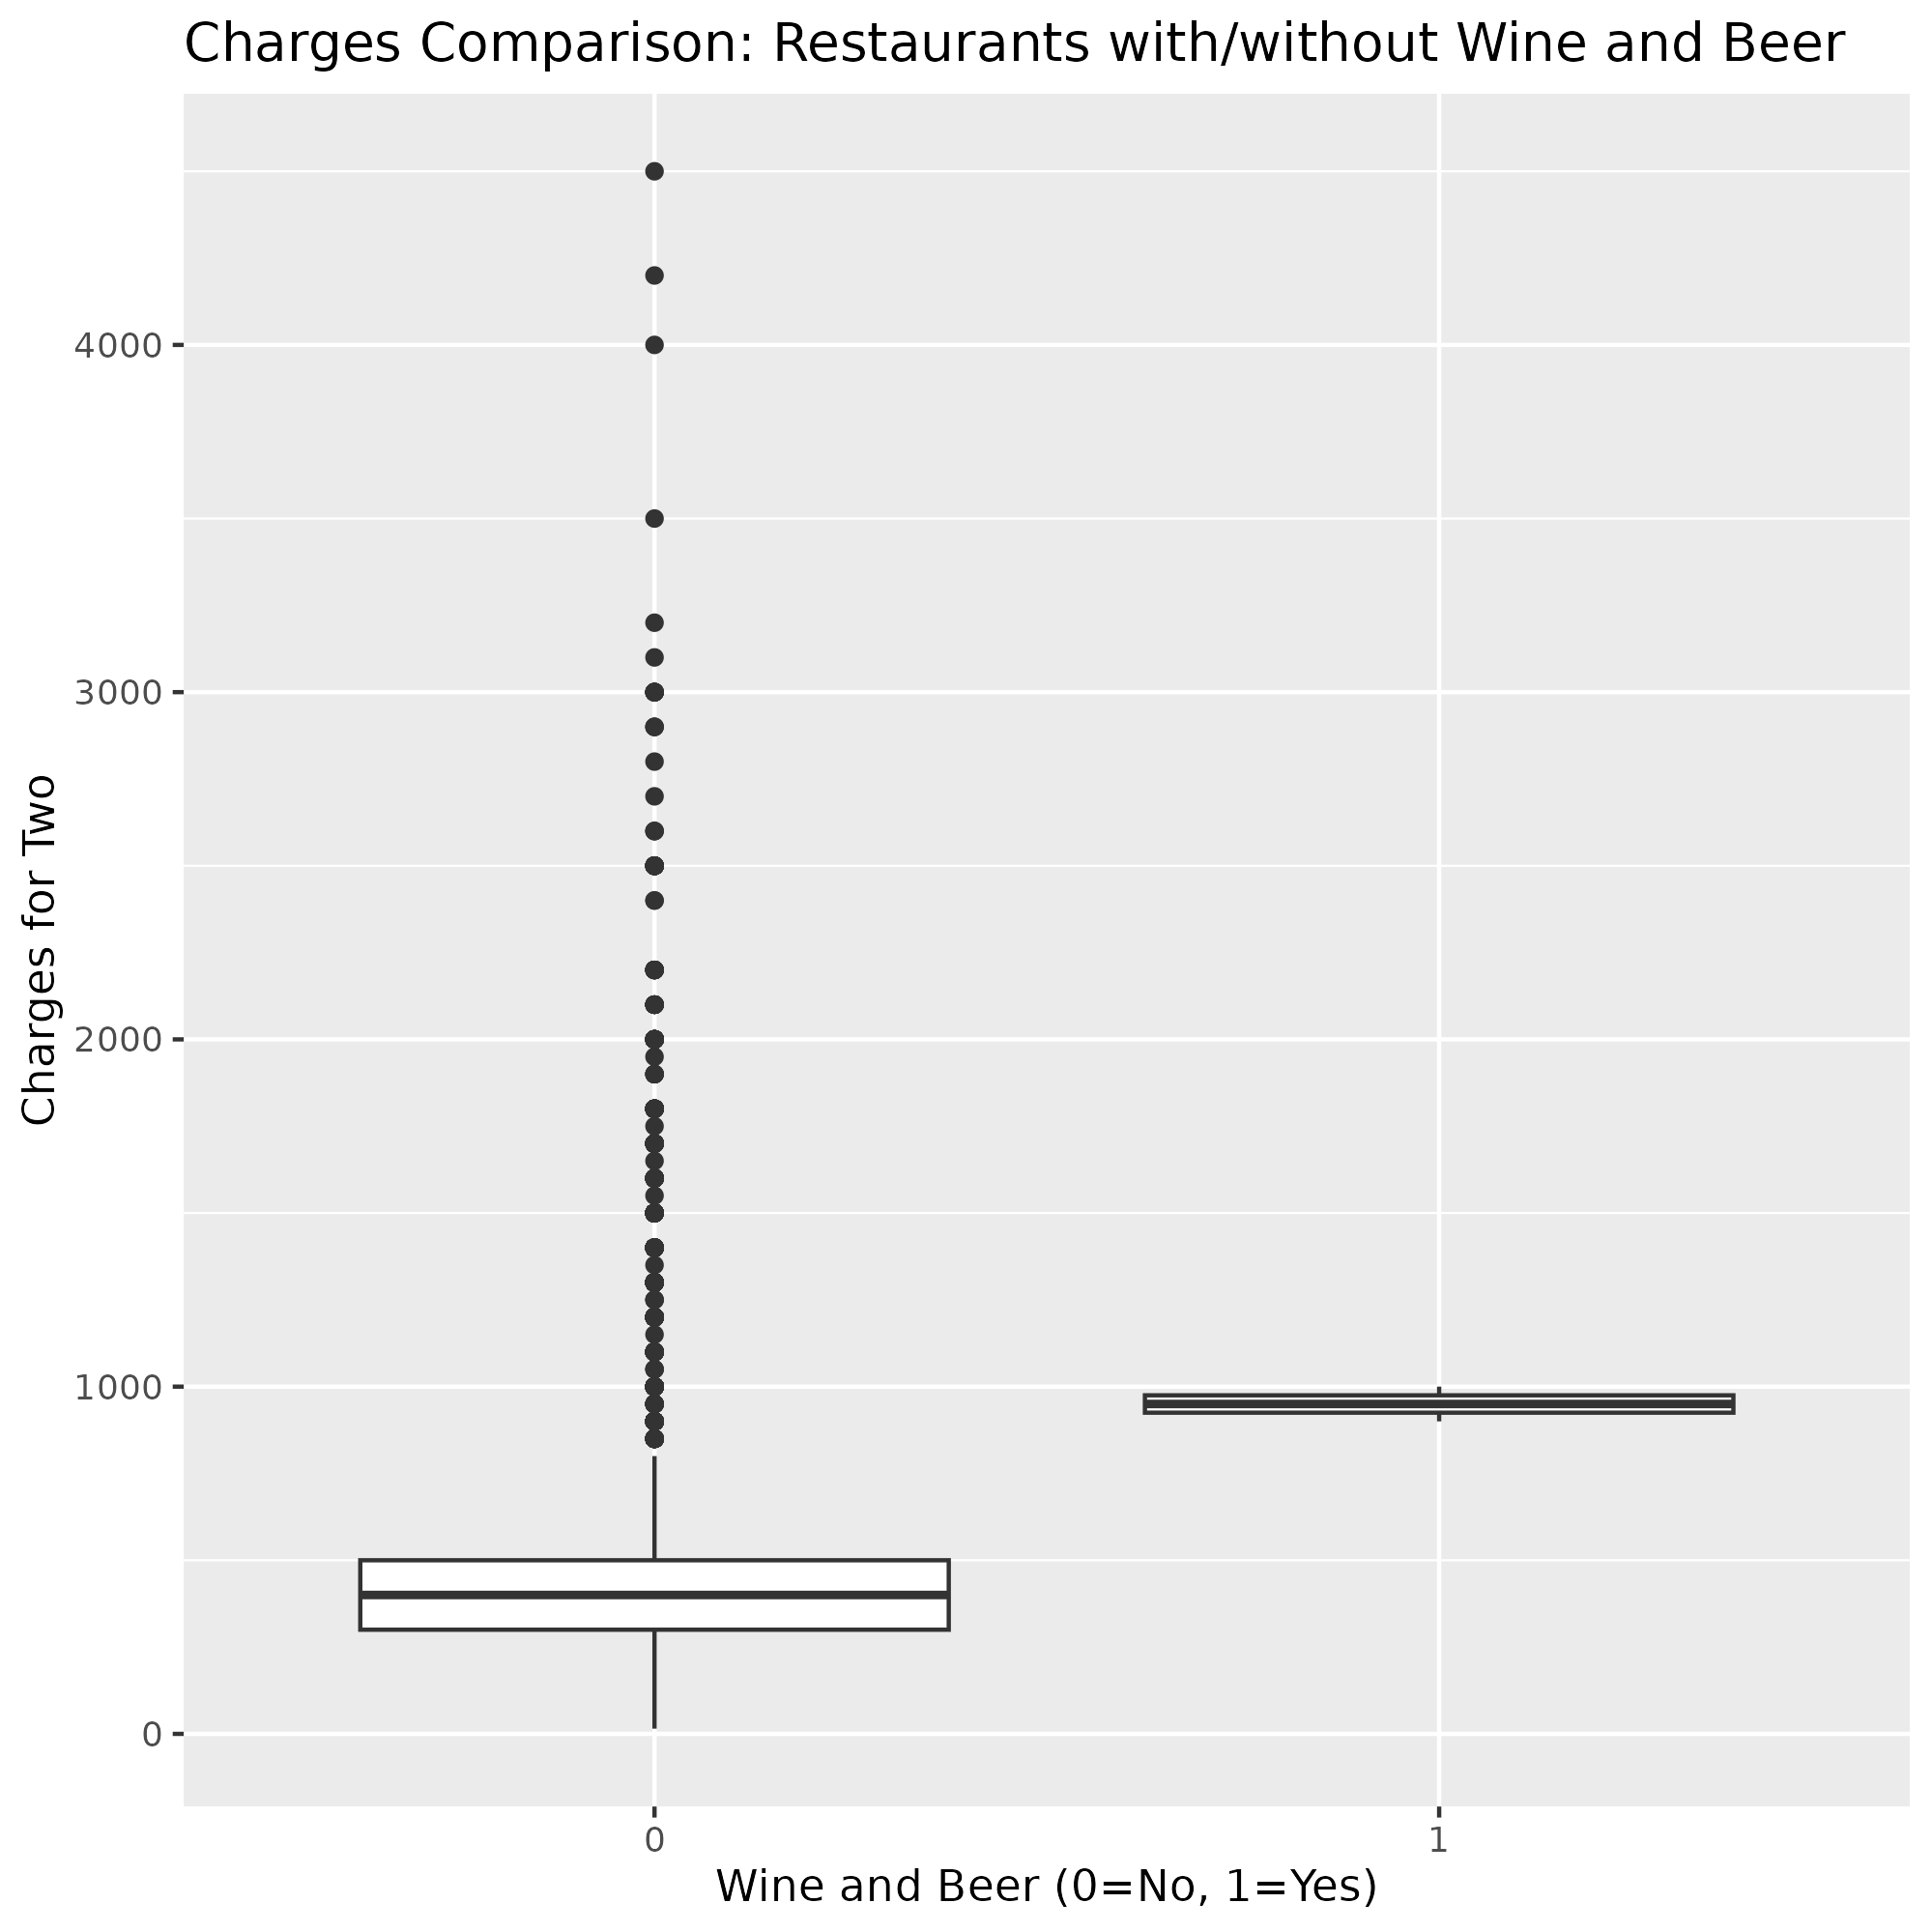 Charges Comparison: Restaurants with/without Wine and Beer
Charges for Two
4000
3000
2000
1000
0
0
1
Wine and Beer (0=No, 1=Yes)